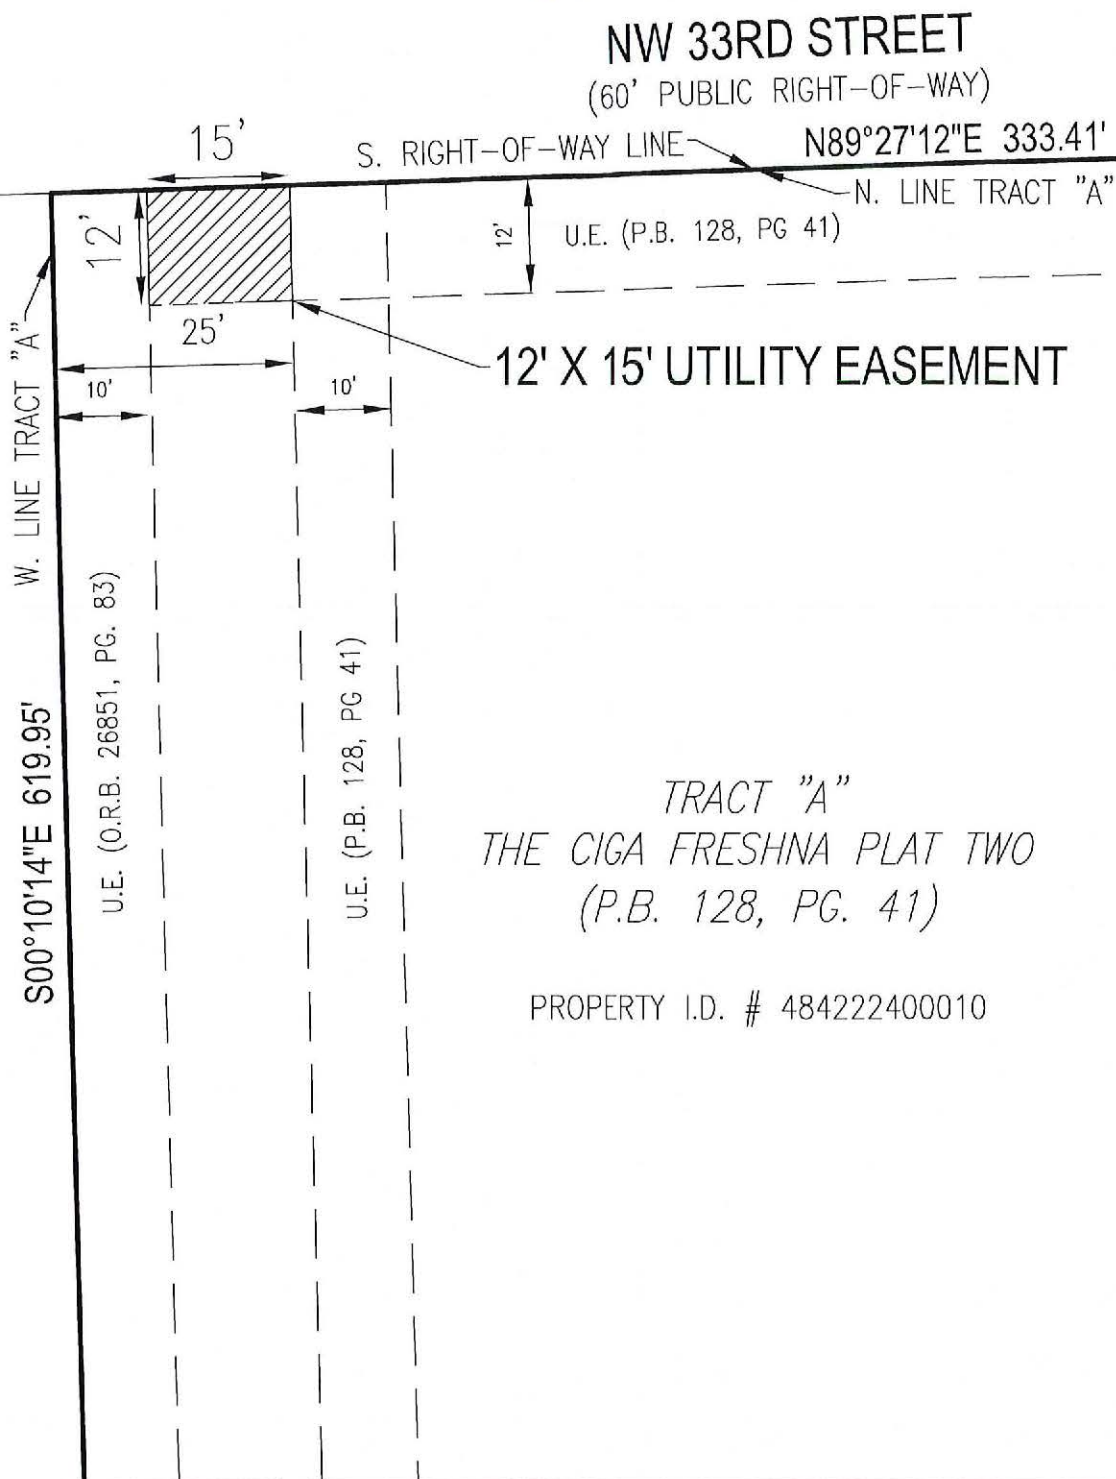 NW 33RD STREET
(60' PUBLIC RIGHT-OF-WAY)
15'
S. RIGHT-OF-WAY LINE
N89°27'12"E 333.41'
N. LINE TRACT "A"
12'
12'
U.E. (P.B. 128, PG 41)
25'
12' X 15' UTILITY EASEMENT
10'
10'
W. LINE TRACT "A"
U.E. (O.R.B. 26851, PG. 83)
U.E. (P.B. 128, PG 41)
S00°10'14"E 619.95'
TRACT "A"
THE CIGA FRESHNA PLAT TWO
(P.B. 128, PG. 41)
PROPERTY I.D. # 484222400010